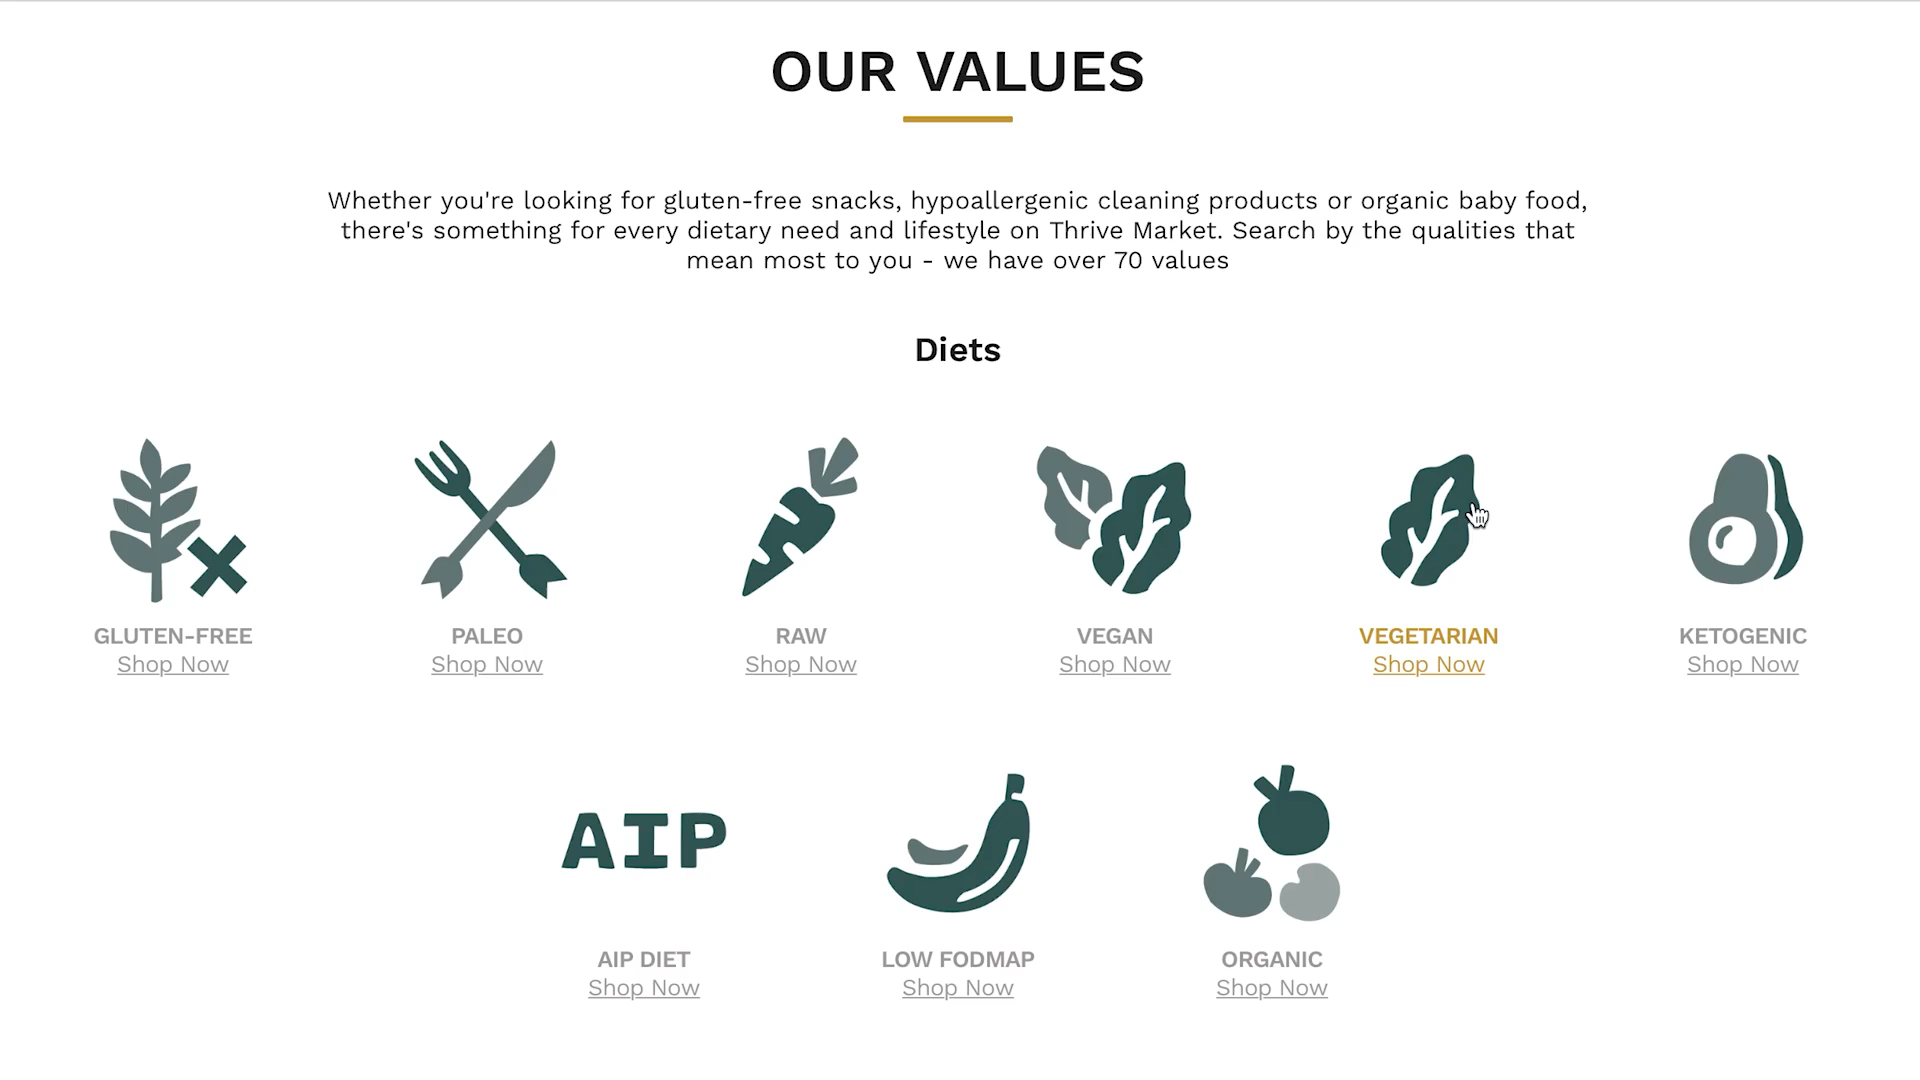 OUR VALUES
Whether you're looking for gluten-free snacks, hypoallergenic cleaning products or organic baby food,
there's something for every dietary need and lifestyle on Thrive Market. Search by the qualities that
mean most to you - we have over 70 values
Diets
GLUTEN-FREE
Shop Now
PALEO
Shop Now
RAW
Shop Now
VEGAN
Shop Now
VEGETARIAN
Shop Now
KETOGENIC
Shop Now
AIP
AIP DIET
Shop Now
LOW FODMAP
Shop Now
ORGANIC
Shop Now